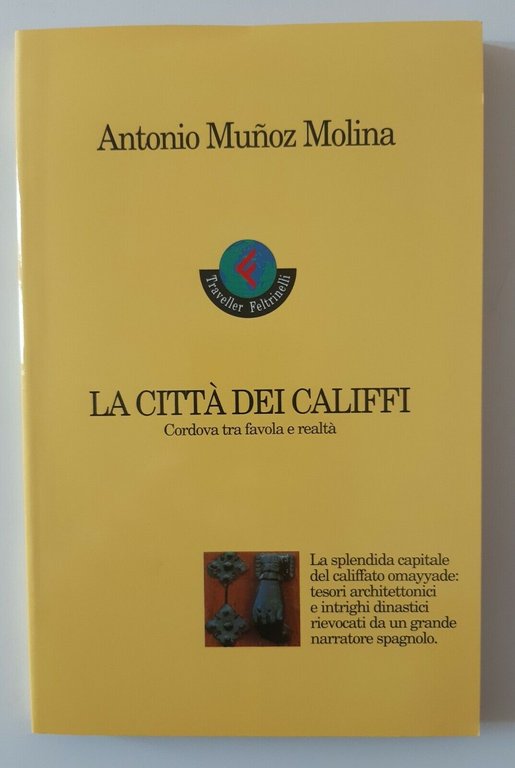 Antonio Muñoz Molina
Traveller Feltrinelli
LA CITTÀ DEI CALIFFI
Cordova tra favola e realtà
La splendida capitale
del califfato omayyade:
tesori architettonici
e intrighi dinastici
rievocati da un grande
narratore spagnolo.